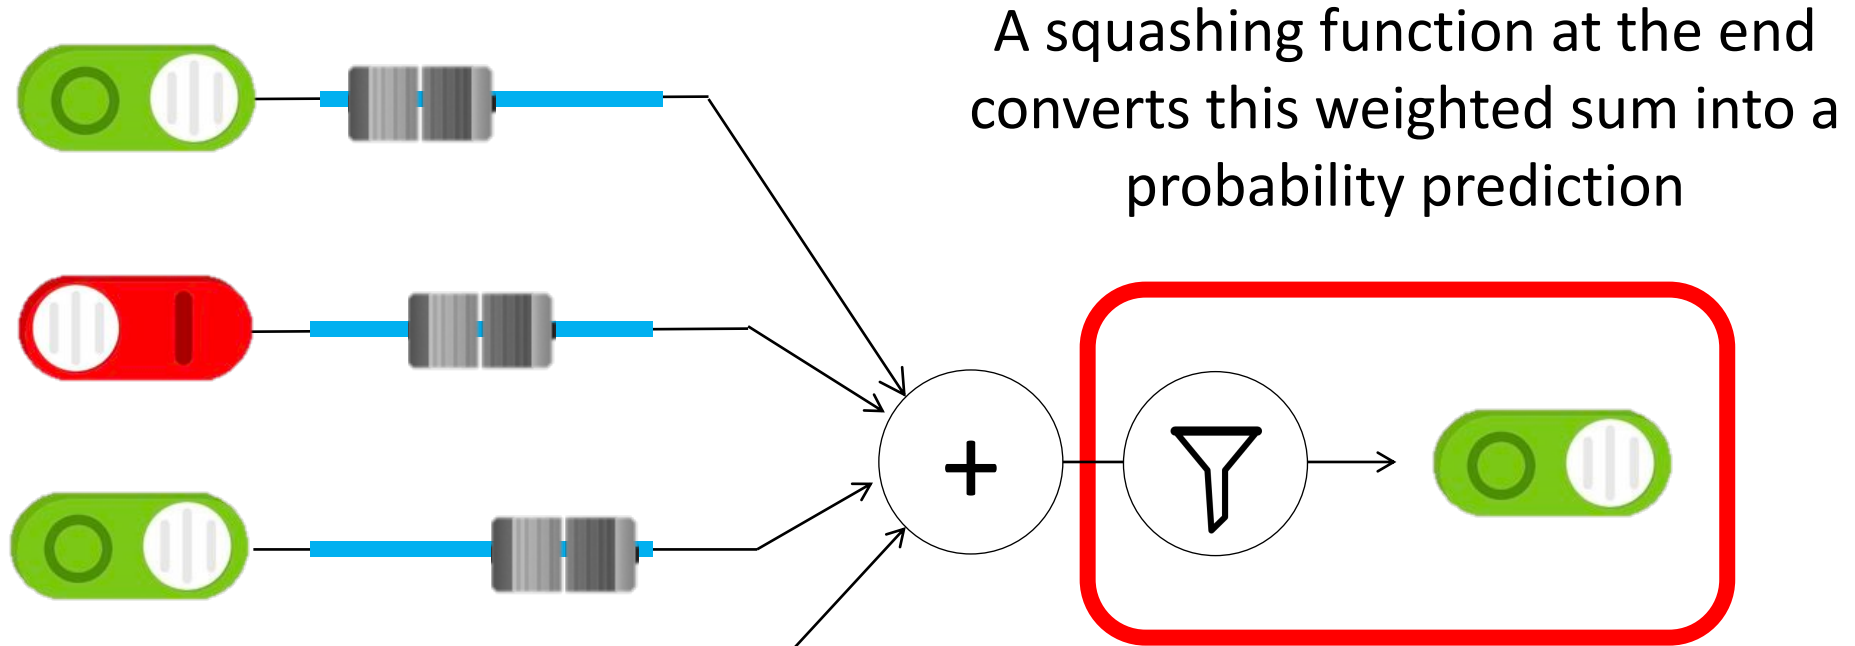 A squashing function at the end
converts this weighted sum into a
probability prediction
+